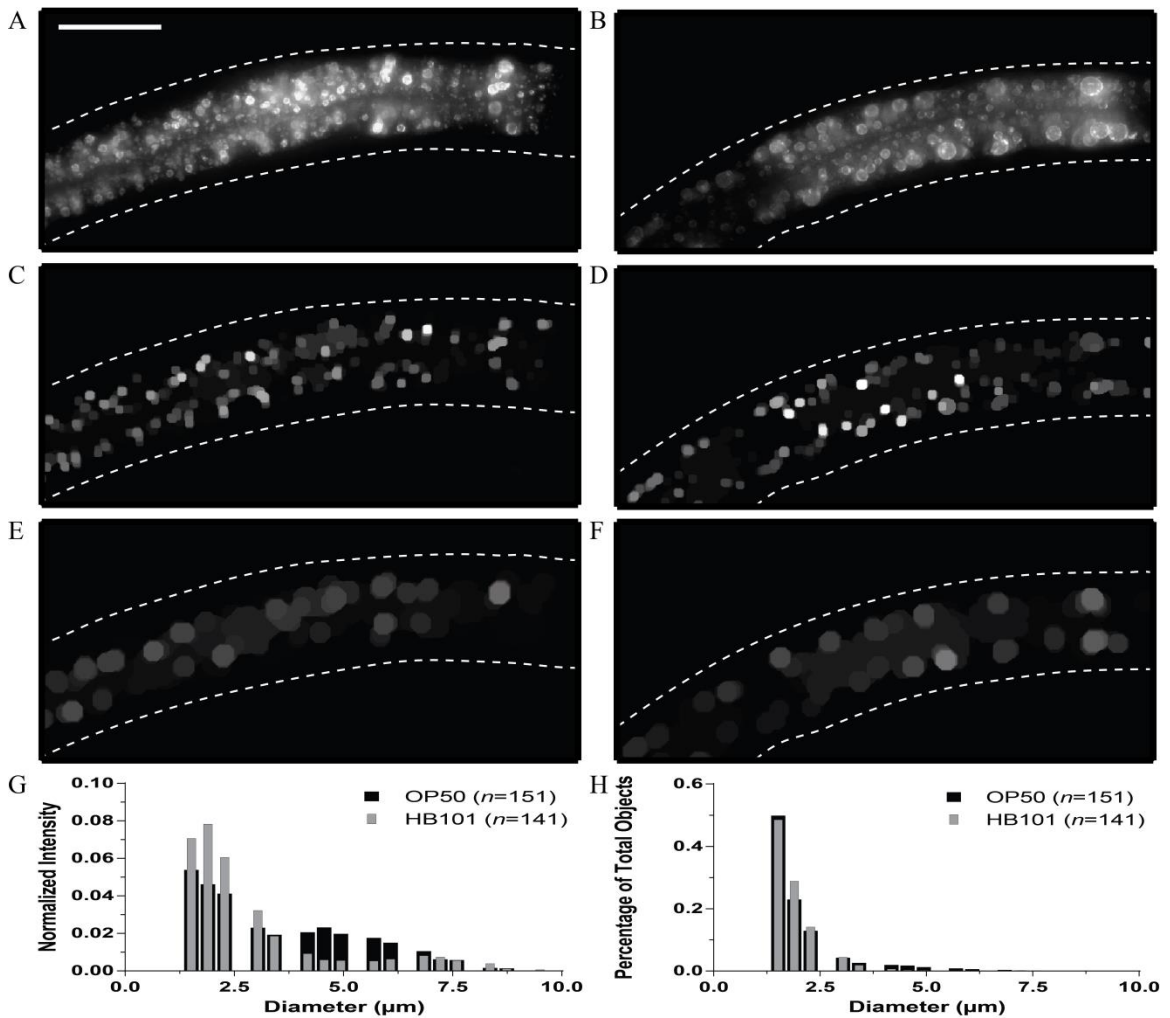 A
B
C
D
E
F
G
0.10
0.08
0.06
0.04
0.02
0.00
Normalized Intensity
OP50 (n=151)
HB101 (n=141)
0.0
2.5
5.0
7.5
10.0
Diameter (µm)
H
0.6
0.4
0.2
0.0
Percentage of Total Objects
OP50 (n=151)
HB101 (n=141)
0.0
2.5
5.0
7.5
10.0
Diameter (µm)